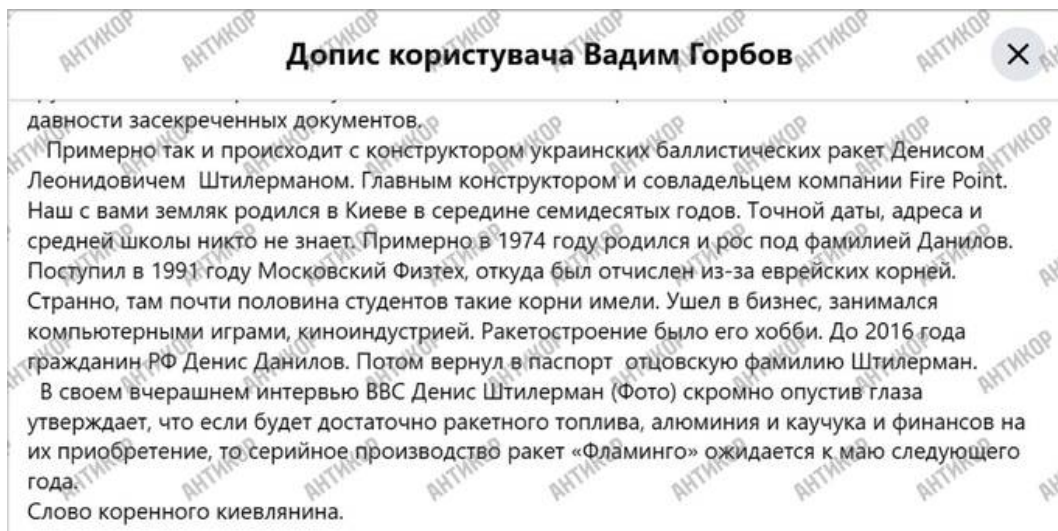 Допис користувача Вадим Горбов
давности засекреченных документов.
Примерно так и происходит с конструктором украинских баллистических ракет Денисом
Леонидовичем Штилерманом. Главным конструктором и совладельцем компании Fire Point.
Наш с вами земляк родился в Киеве в середине семидесятых годов. Точной даты, адреса и
средней школы никто не знает. Примерно в 1974 году родился и рос под фамилией Данилов.
Поступил в 1991 году Московский Физтех, откуда был отчислен из-за еврейских корней.
Странно, там почти половина студентов такие корни имели. Ушел в бизнес, занимался
компьютерными играми, киноиндустрией. Ракетостроение было его хобби. До 2016 года
гражданин РФ Денис Данилов. Потом вернул в паспорт отцовскую фамилию Штилерман.
В своем вчерашнем интервью BBC Денис Штилерман (Фото) скромно опустив глаза
утверждает, что если будет достаточно ракетного топлива, алюминия и каучука и финансов на
их приобретение, то серийное производство ракет «Фламинго» ожидается к маю следующего
года.
Слово коренного киевлянина.
АНТИКОР